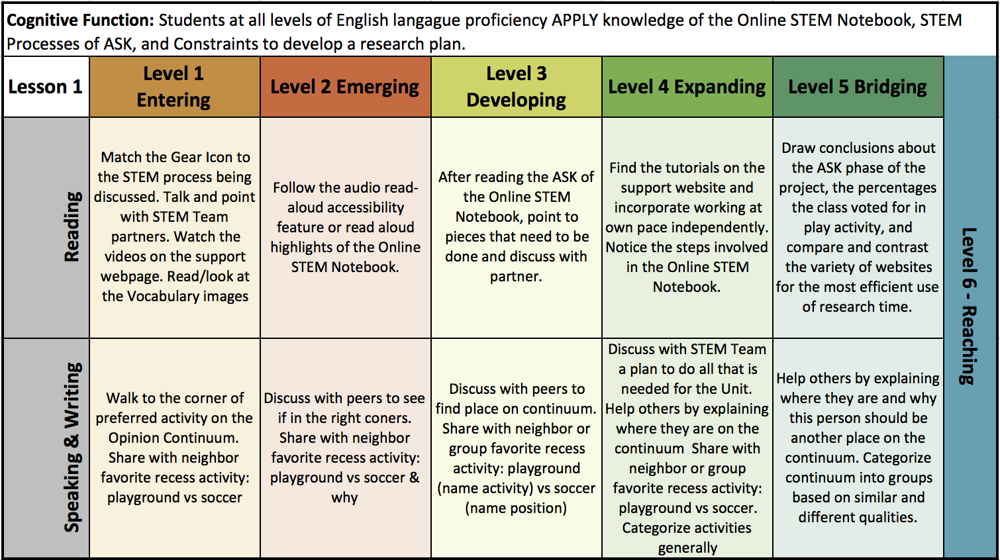 Cognitive Function: Students at all levels of English langague proficiency APPLY knowledge of the Online STEM Notebook, STEM
Processes of ASK, and Constraints to develop a research plan.
Lesson 1
Level 1
Entering
Level 2 Emerging
Level 3
Developing
Level 4 Expanding
Level 5 Bridging
Level 6 - Reaching
Reading
Match the Gear Icon to
the STEM process being
discussed. Talk and point
with STEM Team
partners. Watch the
videos on the support
webpage. Read/look at
the Vocabulary images
Follow the audio read-
aloud accessibility
feature or read aloud
highlights of the Online
STEM Notebook.
After reading the ASK of
the Online STEM
Notebook, point to
pieces that need to be
done and discuss with
partner.
Find the tutorials on the
support website and
incorporate working at
own pace independently.
Notice the steps involved
in the Online STEM
Notebook.
Draw conclusions about
the ASK phase of the
project, the percentages
the class voted for in
play activity, and
compare and contrast
the variety of websites
for the most efficient use
of research time.
Speaking & Writing
Walk to the corner of
preferred activity on the
Opinion Continuum.
Share with neighbor
favorite recess activity:
playground vs soccer
Discuss with peers to see
if in the right coners.
Share with neighbor
favorite recess activity:
playground vs soccer &
why
Discuss with peers to
find place on continuum.
Share with neighbor or
group favorite recess
activity: playground
(name activity) vs soccer
(name position)
Discuss with STEM Team
a plan to do all that is
needed for the Unit.
Help others by explaining
where they are on the
continuum  Share with
neighbor or group
favorite recess activity:
playground vs soccer.
Categorize activities
generally
Help others by explaining
where they are and why
this person should be
another place on the
continuum. Categorize
continuum into groups
based on similar and
different qualities.